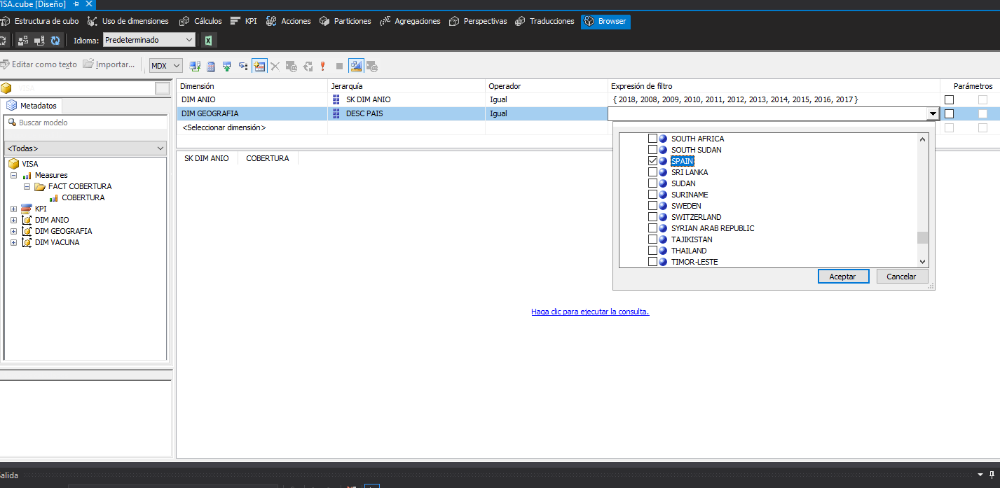 VISA.cube [Diseño]
Estructura de cubo Uso de dimensiones Cálculos KPI Acciones Particiones Agregaciones Perspectivas Traducciones Browser
Idioma: Predeterminado
Editar como texto Importar... MDX
VISA
Metadatos
Buscar modelo
<Todas>
VISA
Measures
FACT COBERTURA
COBERTURA
KPI
DIM ANIO
DIM GEOGRAFIA
DIM VACUNA
Dimensión Jerarquía Operador Expresión de filtro Parámetros
DIM ANIO SK DIM ANIO Igual { 2018, 2008, 2009, 2010, 2011, 2012, 2013, 2014, 2015, 2016, 2017 }
DIM GEOGRAFIA DESC PAIS Igual
<Seleccionar dimensión>
SK DIM ANIO COBERTURA
SOUTH AFRICA
SOUTH SUDAN
SPAIN
SRI LANKA
SUDAN
SURINAME
SWEDEN
SWITZERLAND
SYRIAN ARAB REPUBLIC
TAJIKISTAN
THAILAND
TIMOR-LESTE
Aceptar Cancelar
Haga clic para ejecutar la consulta.
Salida